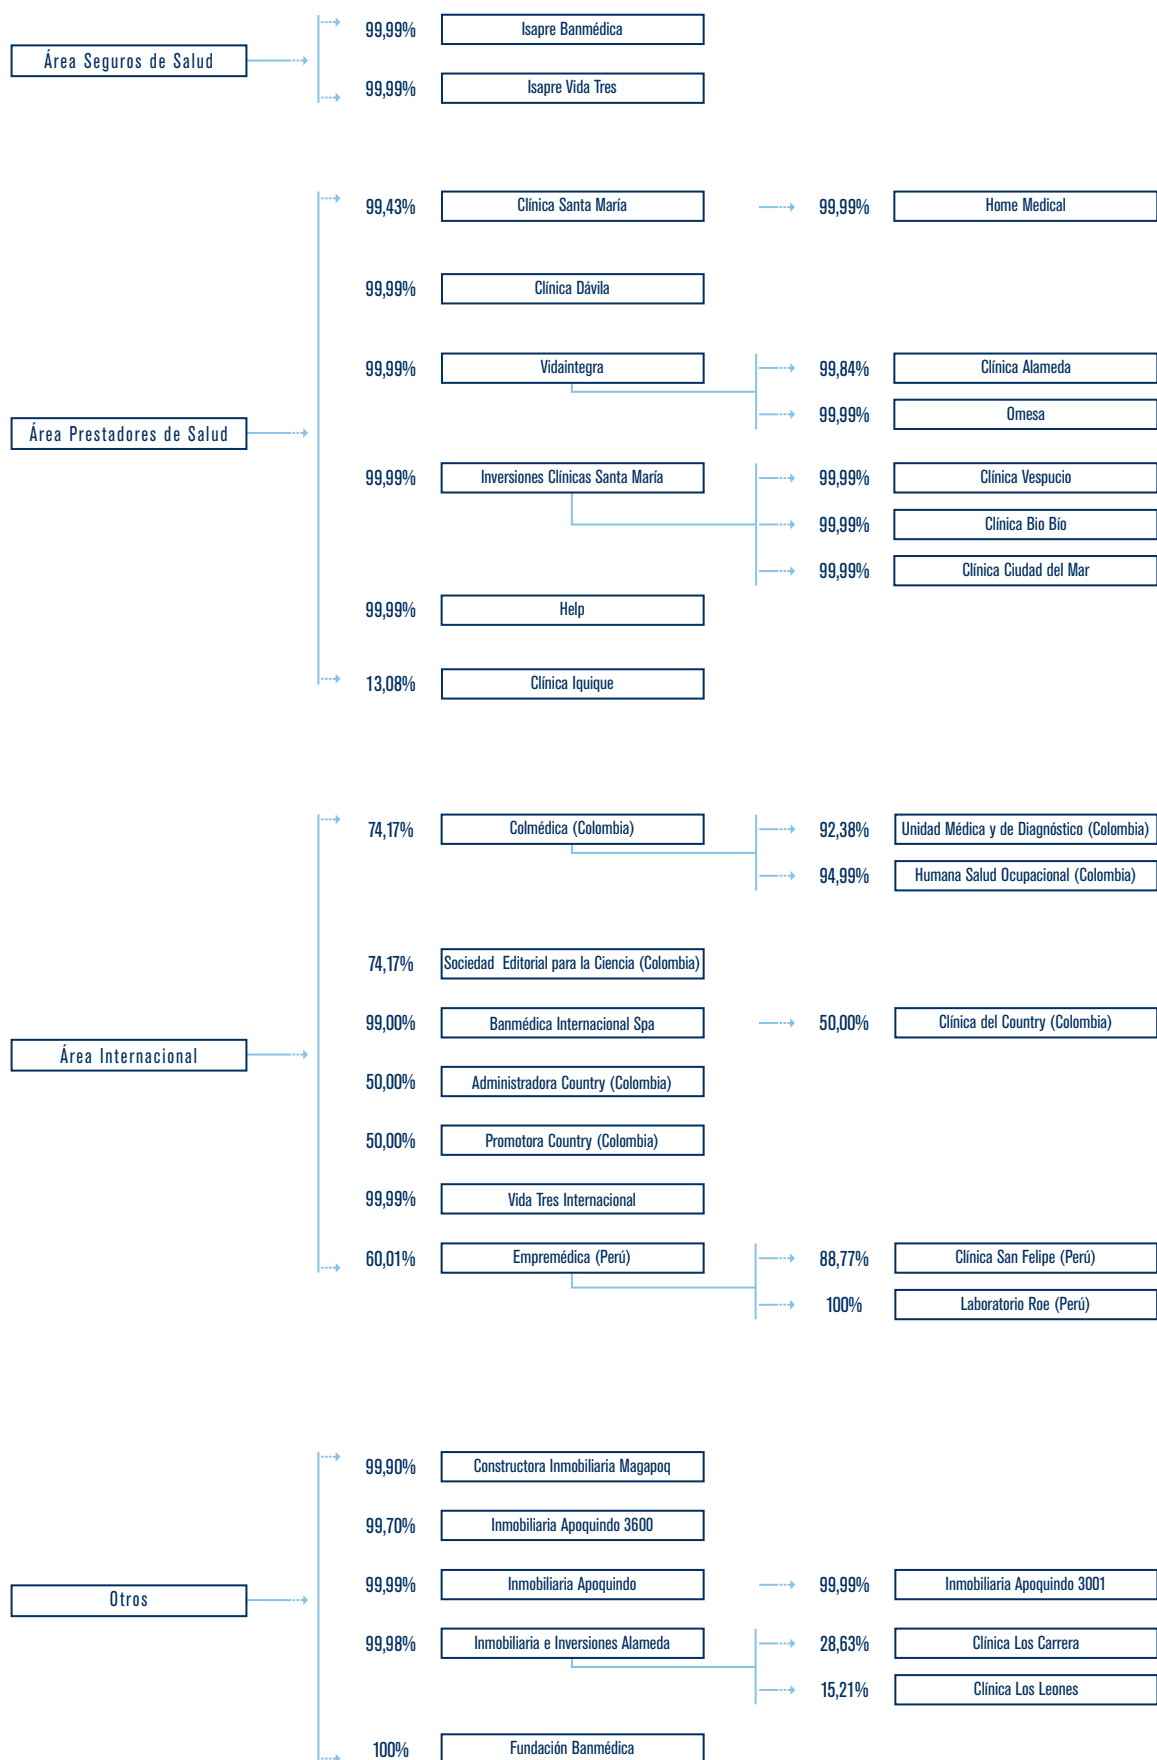 Área Seguros de Salud
99,99% Isapre Banmédica
99,99% Isapre Vida Tres
Área Prestadores de Salud
99,43% Clínica Santa María 99,99% Home Medical
99,99% Clínica Dávila
99,99% Vidaintegra 99,84% Clínica Alameda
99,99% Omesa
99,99% Inversiones Clínicas Santa María 99,99% Clínica Vespucio
99,99% Clínica Bio Bío
99,99% Clínica Ciudad del Mar
99,99% Help
13,08% Clínica Iquique
Área Internacional
74,17% Colmédica (Colombia) 92,38% Unidad Médica y de Diagnóstico (Colombia)
94,99% Humana Salud Ocupacional (Colombia)
74,17% Sociedad Editorial para la Ciencia (Colombia)
99,00% Banmédica Internacional Spa 50,00% Clínica del Country (Colombia)
50,00% Administradora Country (Colombia)
50,00% Promotora Country (Colombia)
99,99% Vida Tres Internacional
60,01% Empremédica (Perú) 88,77% Clínica San Felipe (Perú)
100% Laboratorio Roe (Perú)
Otros
99,90% Constructora Inmobiliaria Magapoq
99,70% Inmobiliaria Apoquindo 3600
99,99% Inmobiliaria Apoquindo 99,99% Inmobiliaria Apoquindo 3001
99,98% Inmobiliaria e Inversiones Alameda 28,63% Clínica Los Carrera
15,21% Clínica Los Leones
100% Fundación Banmédica